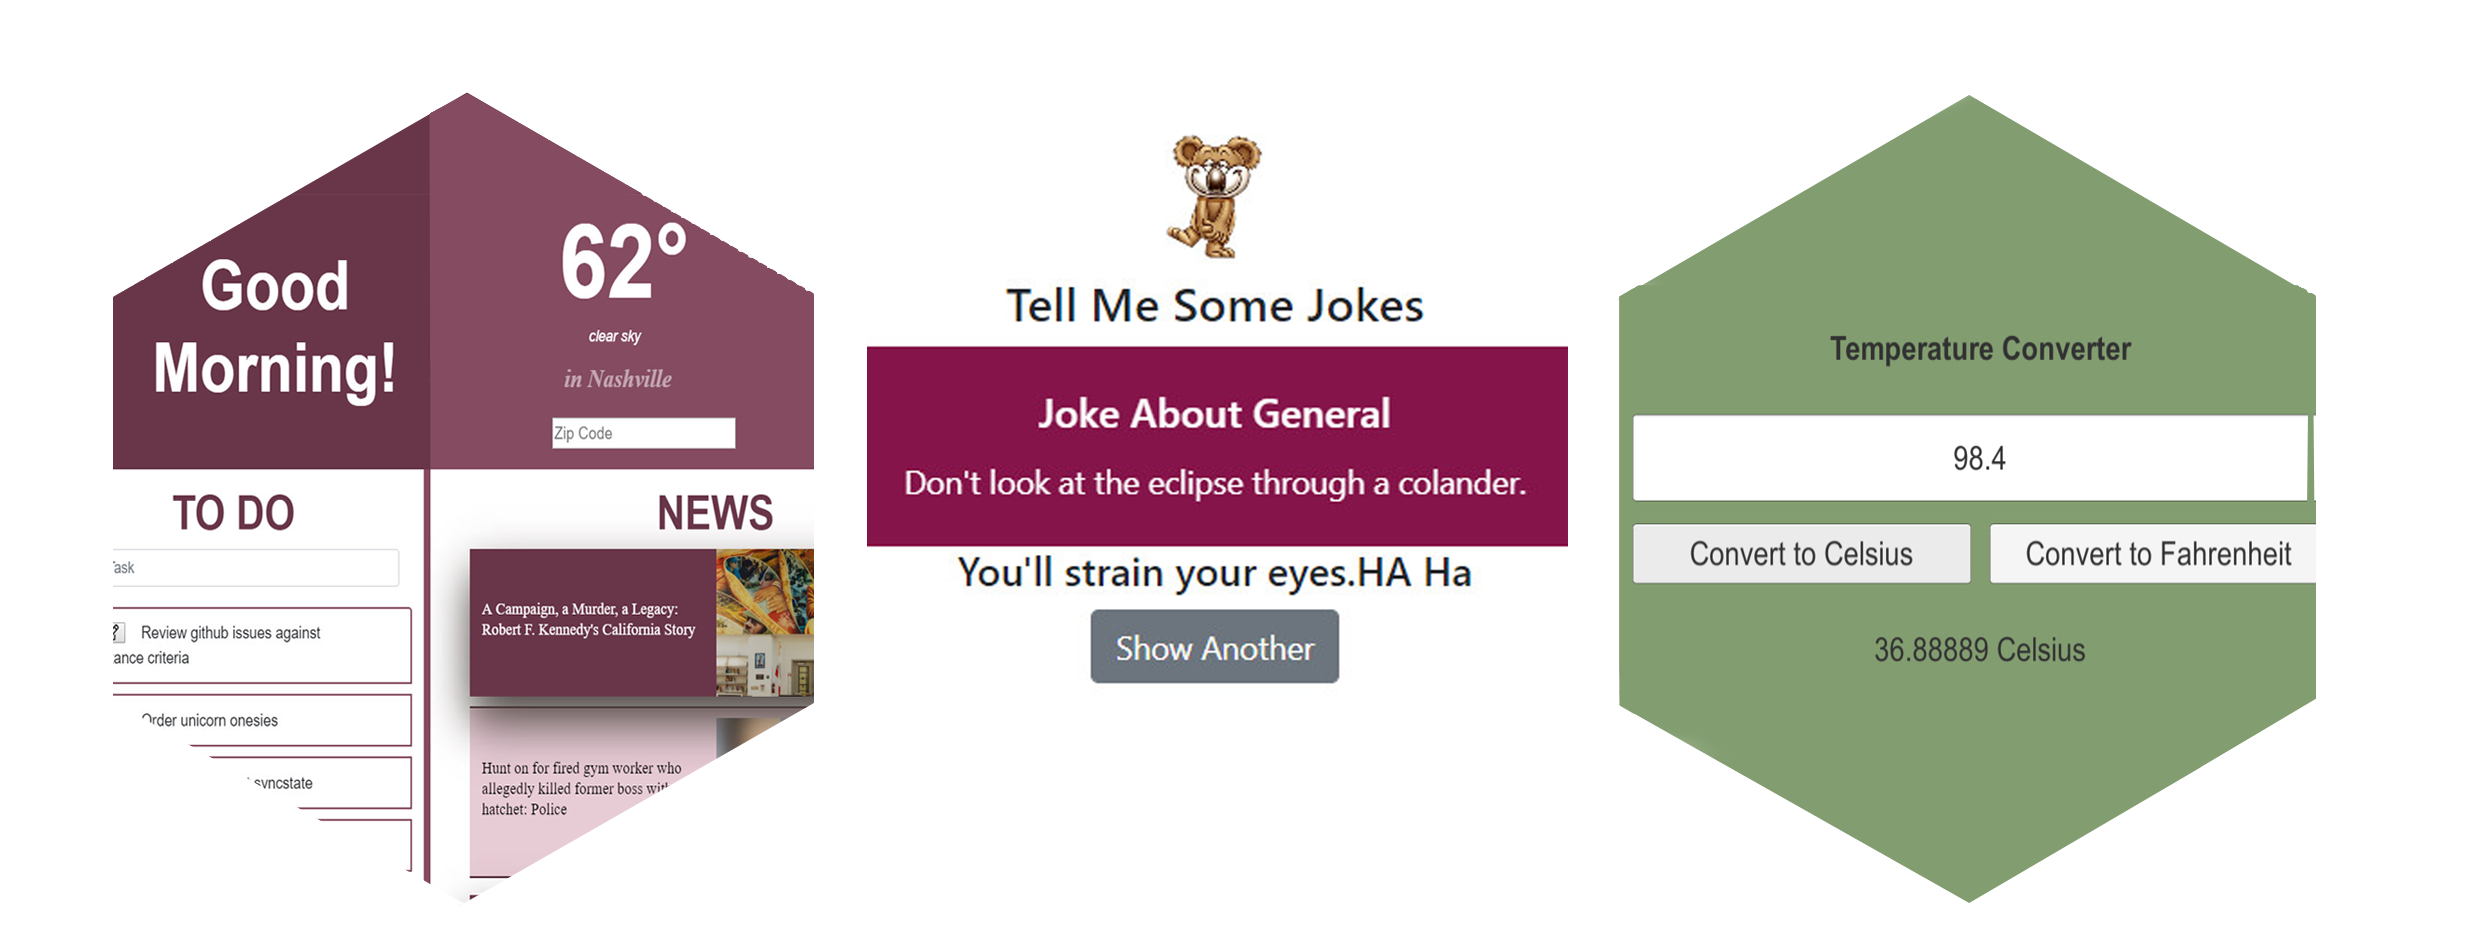 Good
Morning!
62°
clear sky
in Nashville
Zip Code
TO DO
Task
Review github issues against
ance criteria
Order unicorn onesies
syncstate
NEWS
A Campaign, a Murder, a Legacy:
Robert F. Kennedy's California Story
Hunt on for fired gym worker who
allegedly killed former boss with
hatchet: Police
Tell Me Some Jokes
Joke About General
Don't look at the eclipse through a colander.
You'll strain your eyes.HA Ha
Show Another
Temperature Converter
98.4
Convert to Celsius
Convert to Fahrenheit
36.88889 Celsius